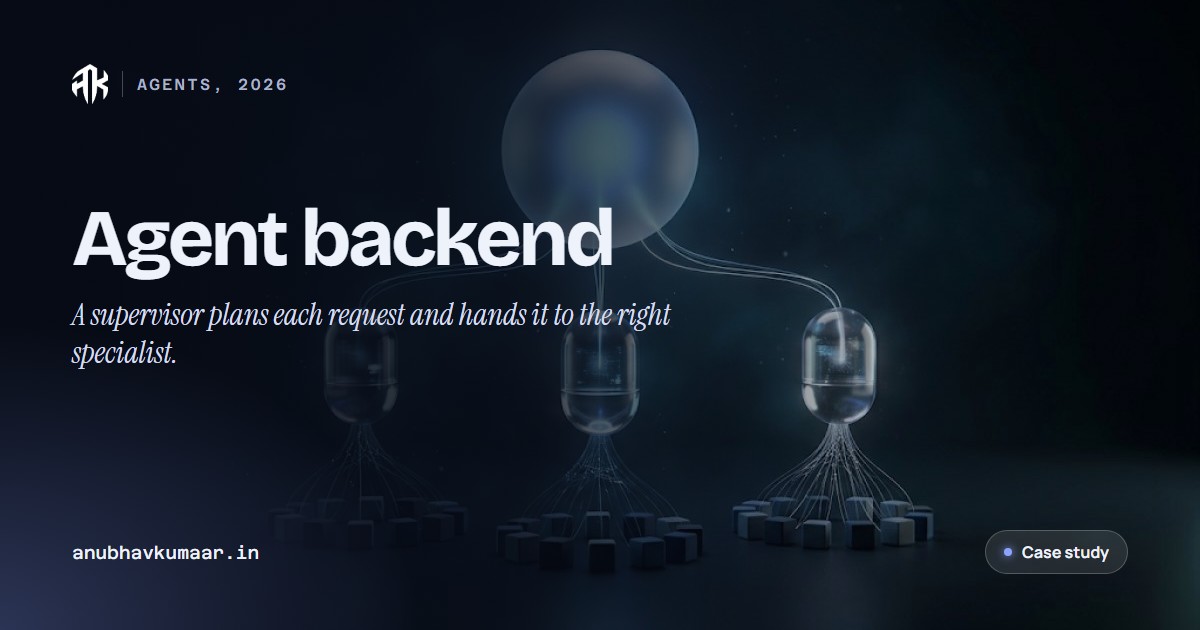 AK
AGENTS, 2026
Agent backend
A supervisor plans each request and hands it to the right
specialist.
anubhavkumaar.in
Case study